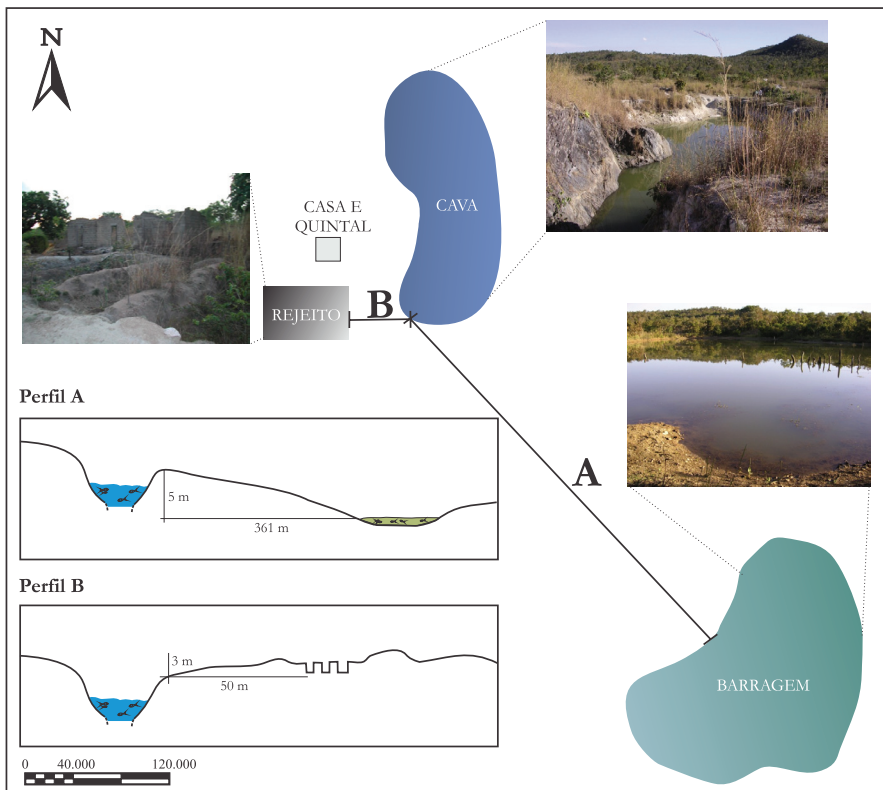 N
CASA E
QUINTAL
CAVA
REJEITO
B
A
BARRAGEM
Perfil A
5 m
361 m
Perfil B
3 m
50 m
0 40.000 120.000